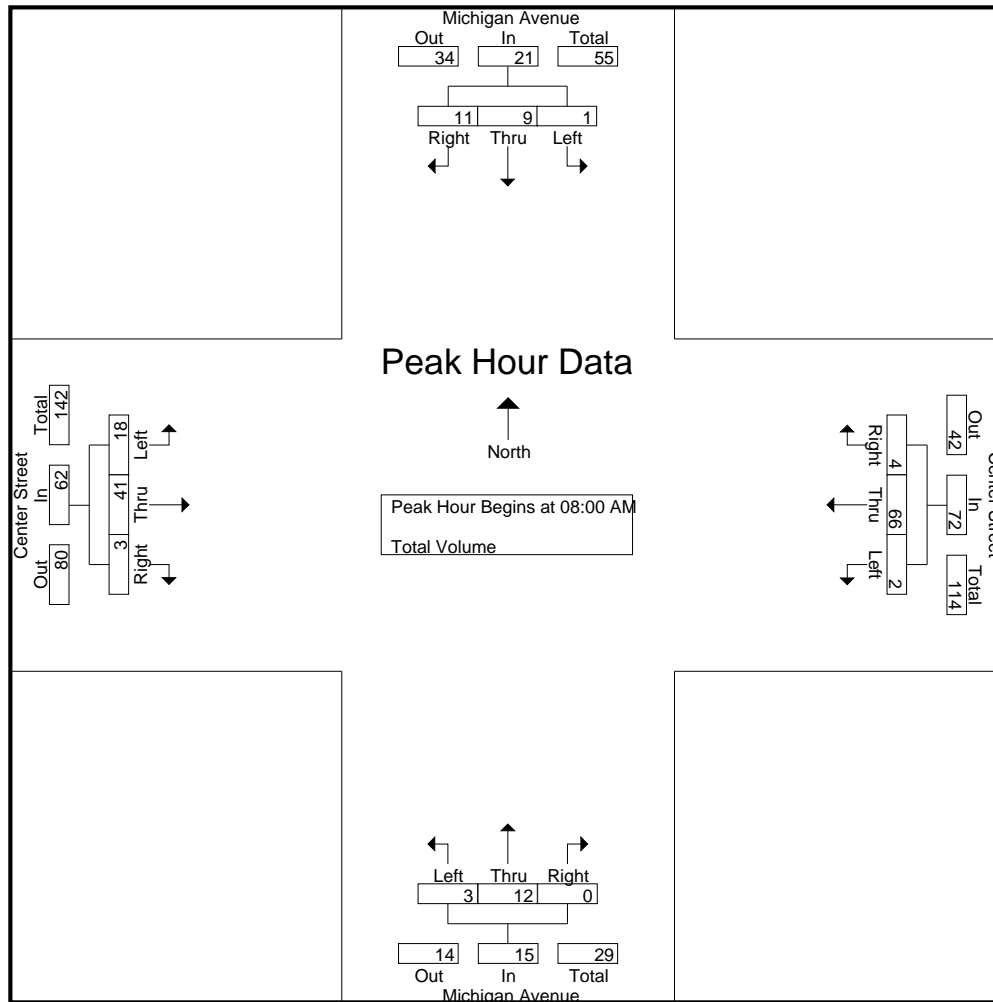 Michigan Avenue
Out In Total
34 21 55
11 9 1
Right Thru Left
Peak Hour Data
North
Peak Hour Begins at 08:00 AM
Total Volume
Center Street
Total In Out
142 62 80
18 41 3
Left Thru Right
Right Thru Left
4 66 2
Out In Total
42 72 114
Center Street
Left Thru Right
3 12 0
14 15 29
Out In Total
Michigan Avenue